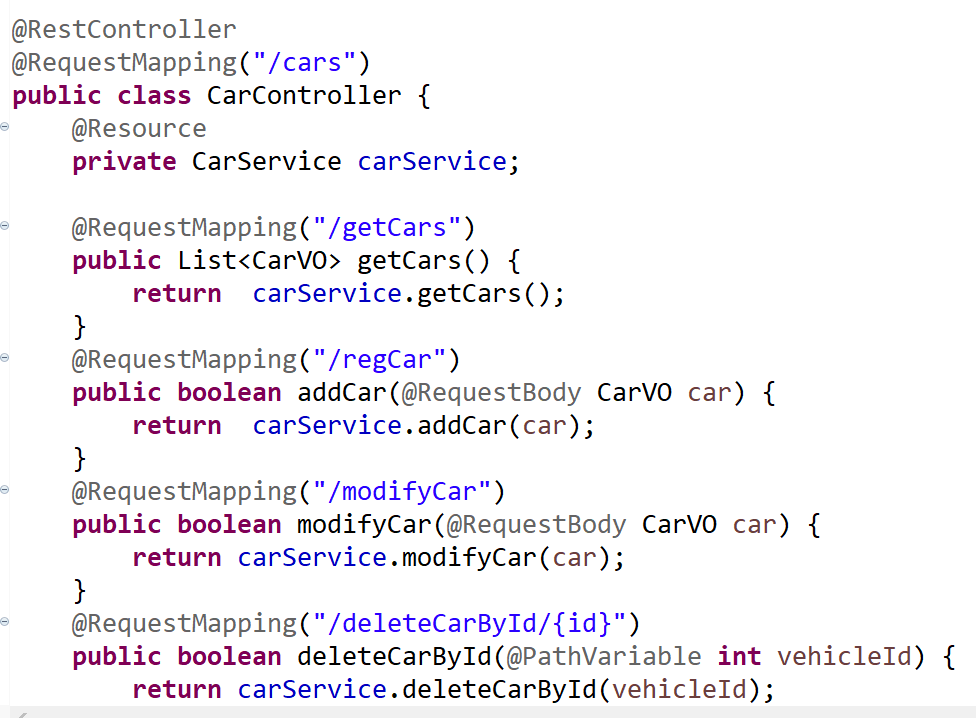 @RestController
@RequestMapping("/cars")
public class CarController {
    @Resource
    private CarService carService;

    @RequestMapping("/getCars")
    public List<CarVO> getCars() {
        return  carService.getCars();
    }
    @RequestMapping("/regCar")
    public boolean addCar(@RequestBody CarVO car) {
        return  carService.addCar(car);
    }
    @RequestMapping("/modifyCar")
    public boolean modifyCar(@RequestBody CarVO car) {
        return carService.modifyCar(car);
    }
    @RequestMapping("/deleteCarById/{id}")
    public boolean deleteCarById(@PathVariable int vehicleId) {
        return carService.deleteCarById(vehicleId);